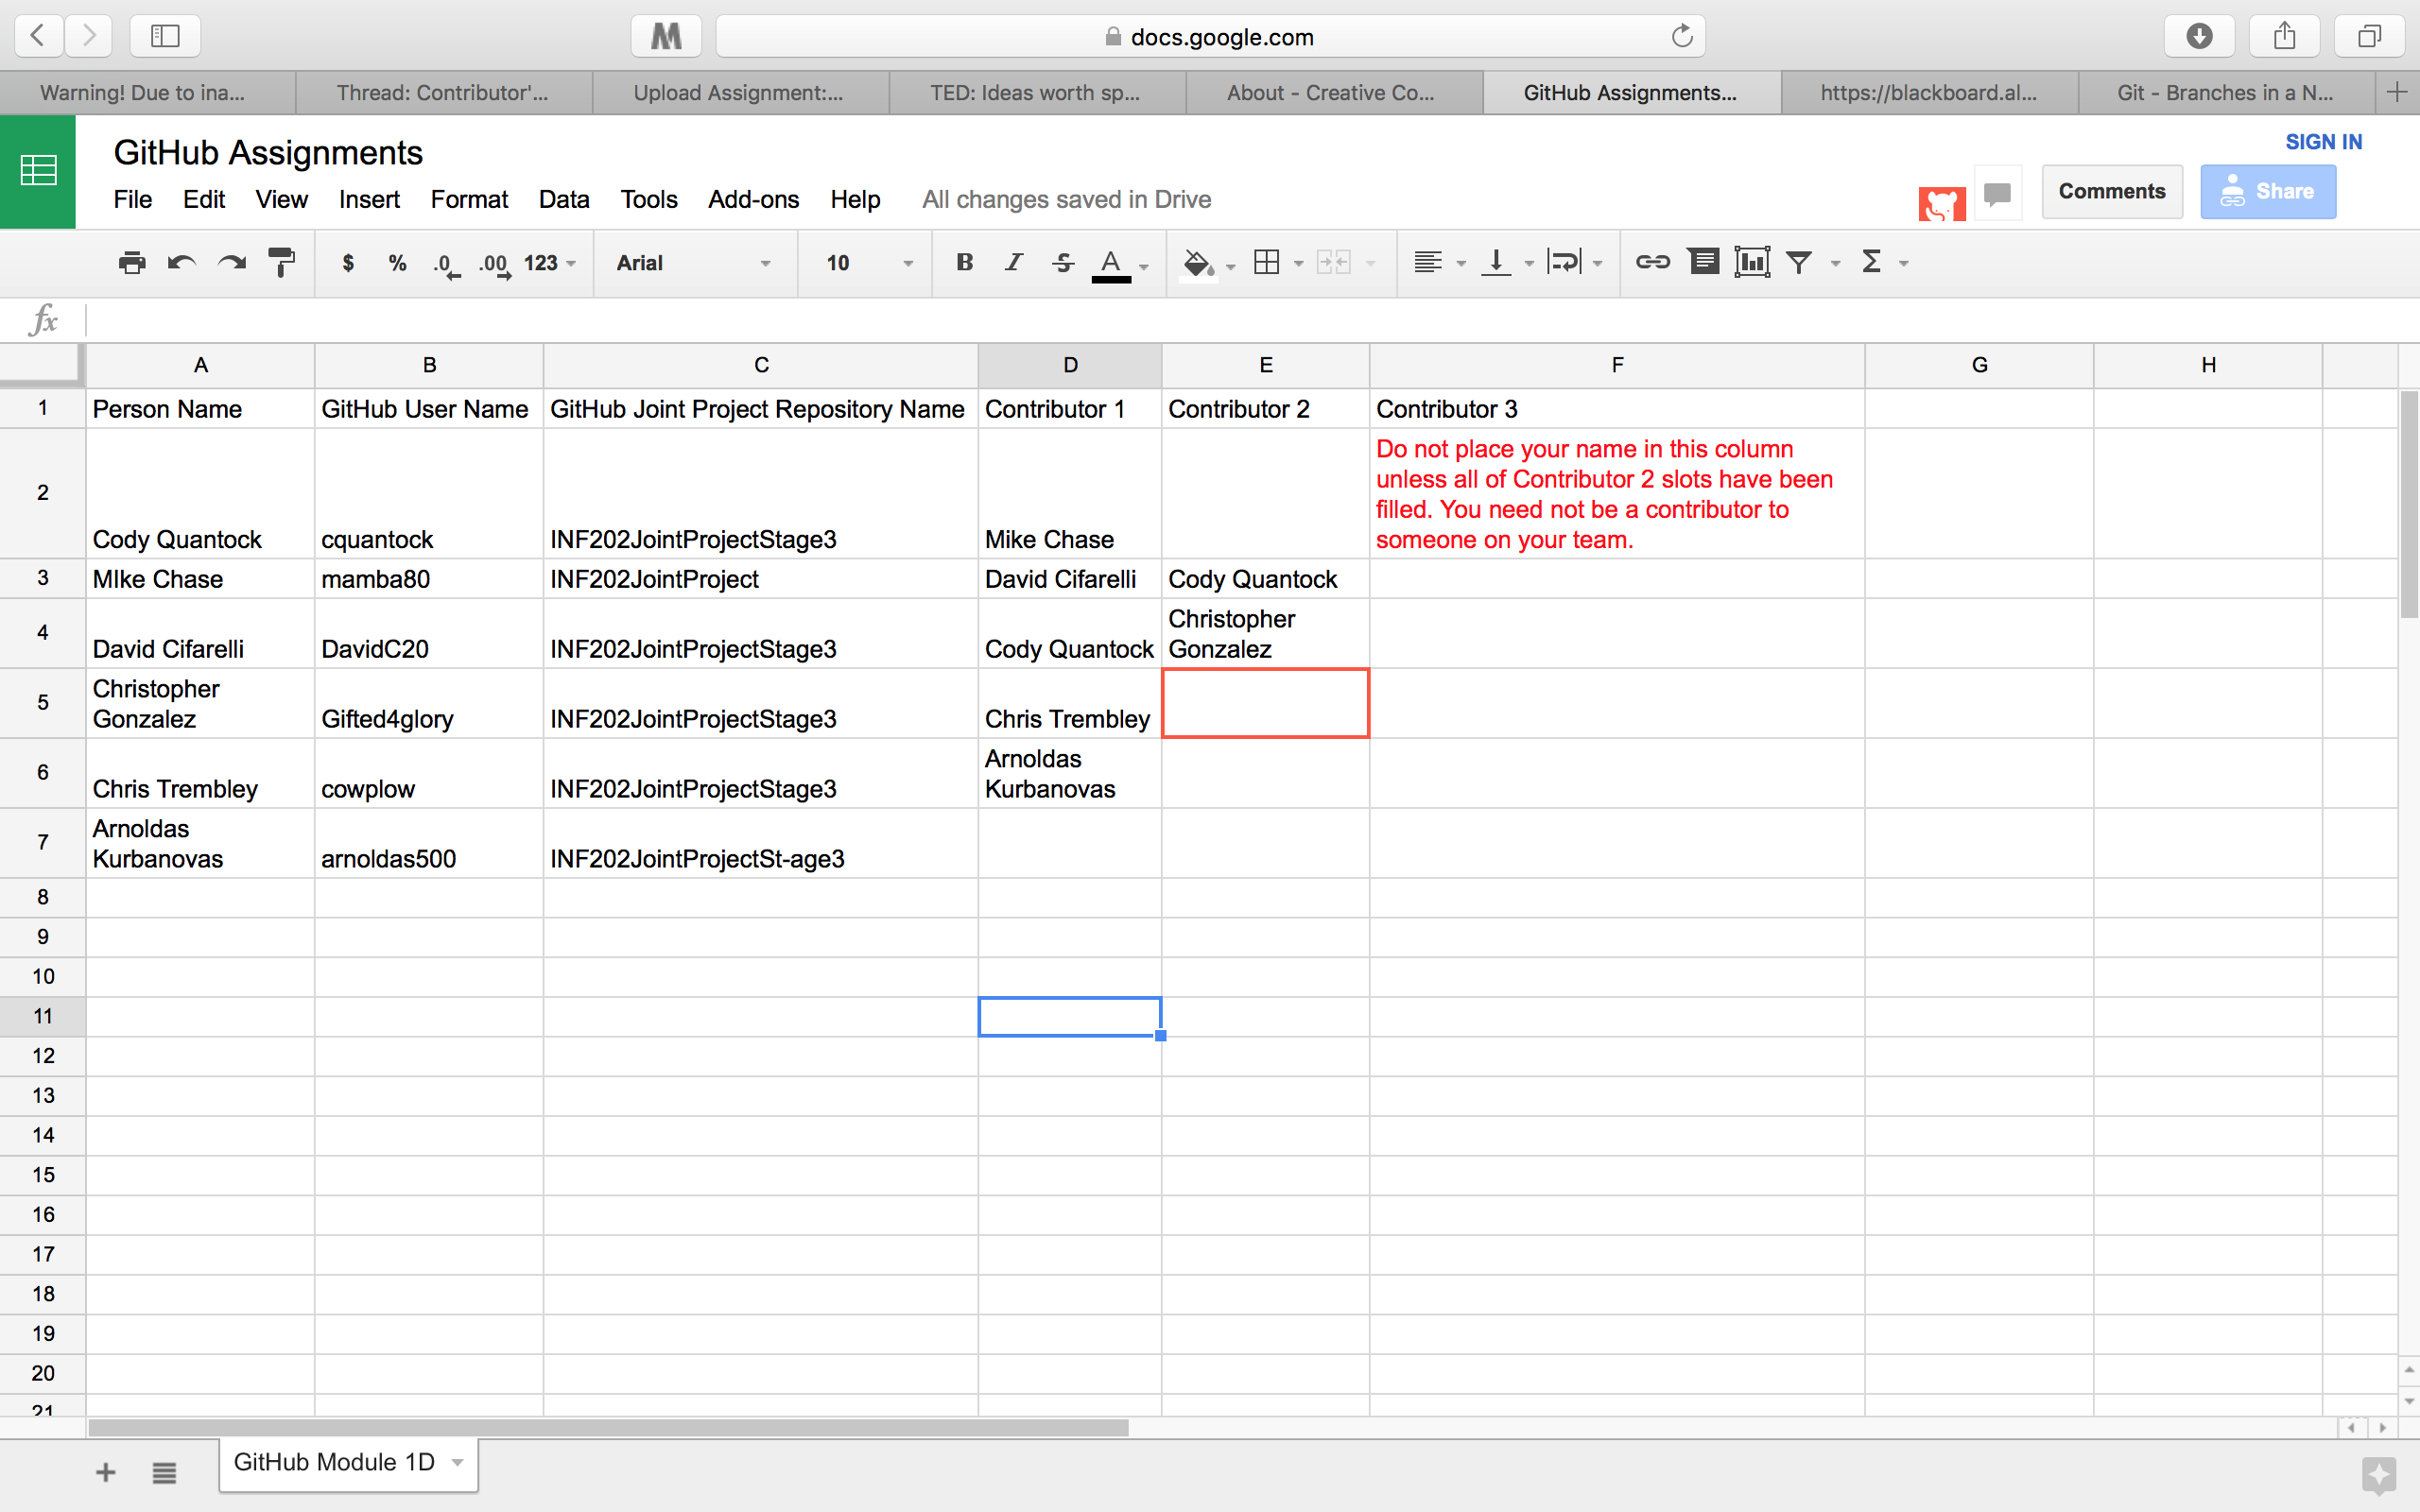 docs.google.com
Warning! Due to ina... Thread: Contributor'... Upload Assignment:... TED: Ideas worth sp... About - Creative Co... GitHub Assignments... https://blackboard.al... Git - Branches in a N...
SIGN IN
GitHub Assignments
File Edit View Insert Format Data Tools Add-ons Help All changes saved in Drive
Comments Share
$ % .0 .00 123 Arial 10 B I S A Σ
fx
A B C D E F G H
1 Person Name GitHub User Name GitHub Joint Project Repository Name Contributor 1 Contributor 2 Contributor 3
Do not place your name in this column
unless all of Contributor 2 slots have been
filled. You need not be a contributor to
2 Cody Quantock cquantock INF202JointProjectStage3 Mike Chase someone on your team.
3 MIke Chase mamba80 INF202JointProject David Cifarelli Cody Quantock
Christopher
4 David Cifarelli DavidC20 INF202JointProjectStage3 Cody Quantock Gonzalez
Christopher
5 Gonzalez Gifted4glory INF202JointProjectStage3 Chris Trembley
Arnoldas
6 Chris Trembley cowplow INF202JointProjectStage3 Kurbanovas
Arnoldas
7 Kurbanovas arnoldas500 INF202JointProjectSt-age3
8
9
10
11
12
13
14
15
16
17
18
19
20
21
GitHub Module 1D